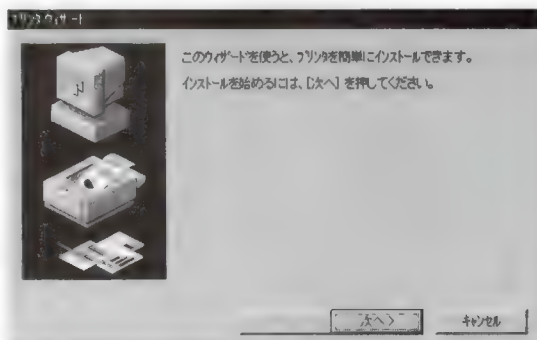 プリンタ ウィザード
このウィザードを使うと、プリンタを簡単にインストールできます。
インストールを始めるには、[次へ] を押してください。
次へ>
キャンセル